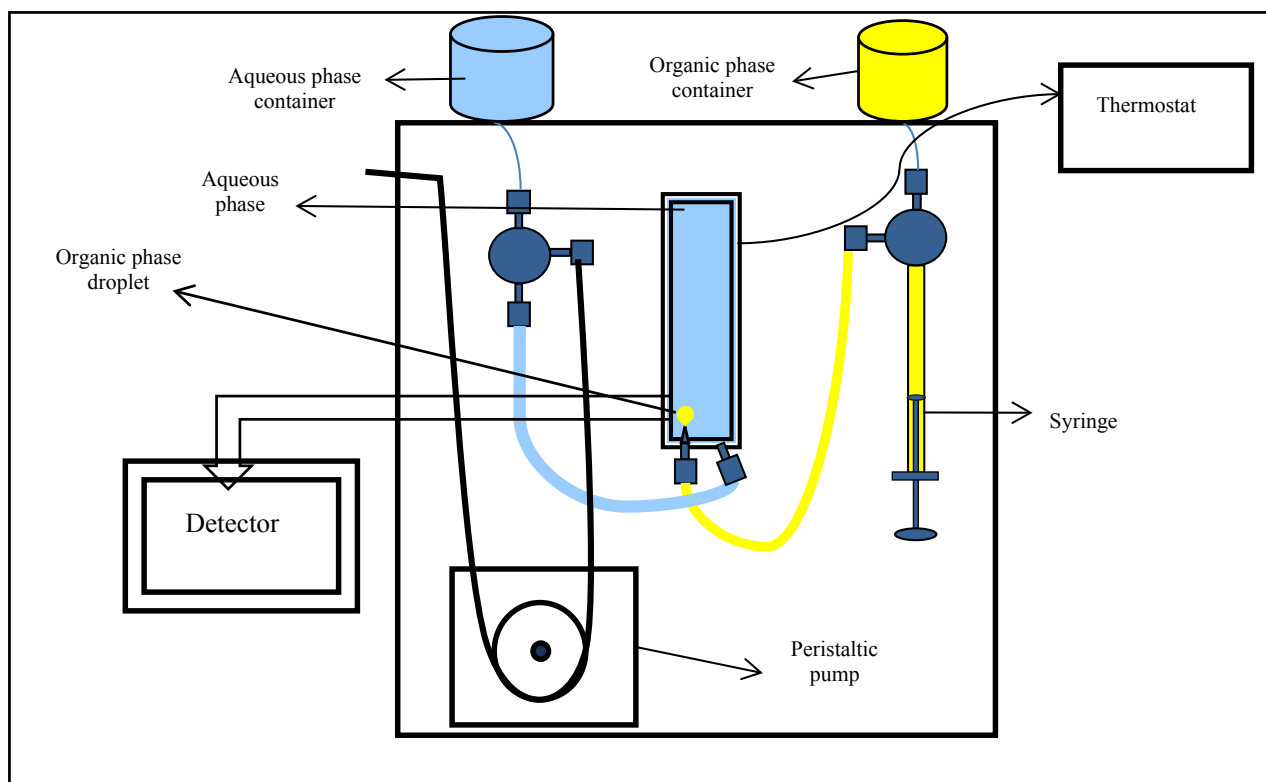 Aqueous phase
container
Organic phase
container
Thermostat
Aqueous
phase
Organic phase
droplet
Syringe
Detector
Peristaltic
pump